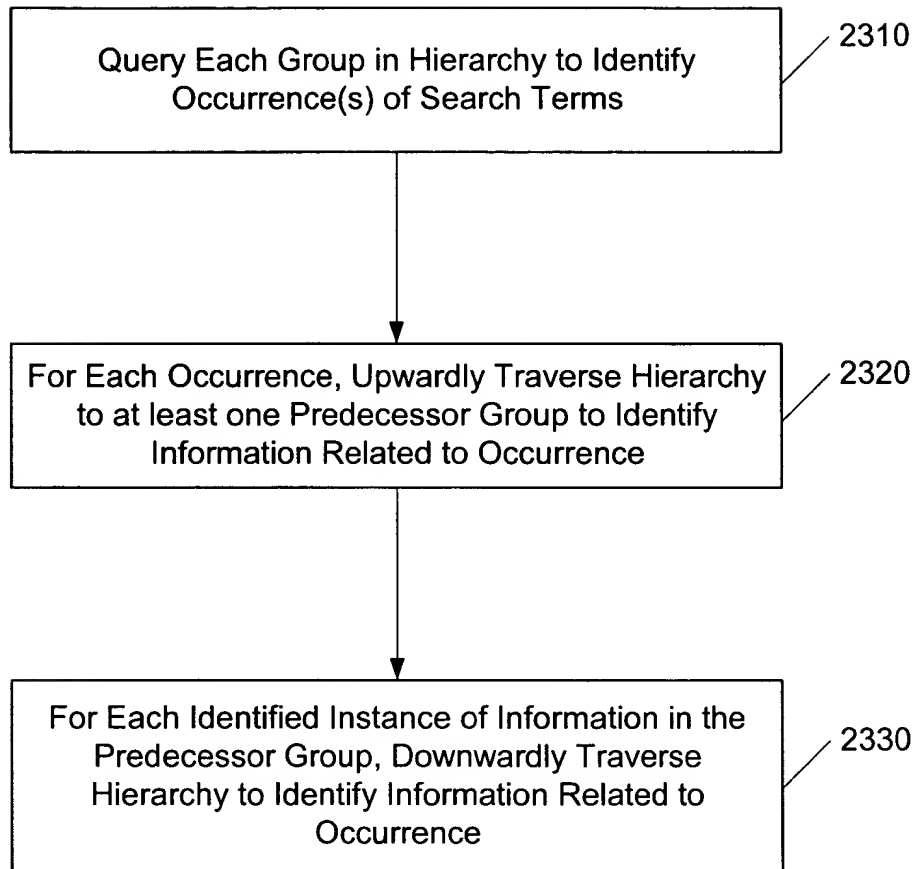 Query Each Group in Hierarchy to Identify
Occurrence(s) of Search Terms
2310
For Each Occurrence, Upwardly Traverse Hierarchy
to at least one Predecessor Group to Identify
Information Related to Occurrence
2320
For Each Identified Instance of Information in the
Predecessor Group, Downwardly Traverse
Hierarchy to Identify Information Related to
Occurrence
2330